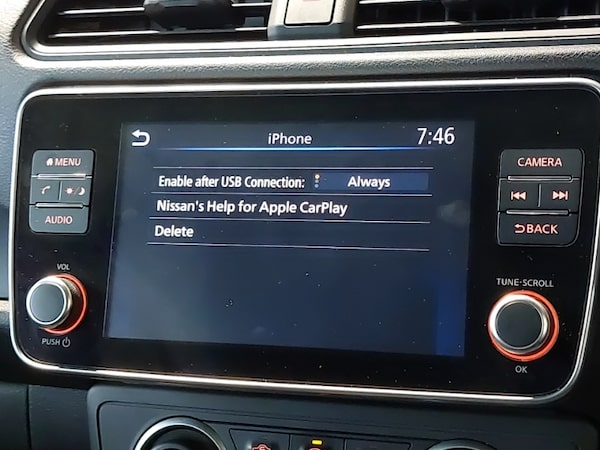 iPhone 7:46
Enable after USB Connection: Always
Nissan's Help for Apple CarPlay
Delete
MENU
AUDIO
VOL
PUSH
CAMERA
BACK
TUNE·SCROLL
OK